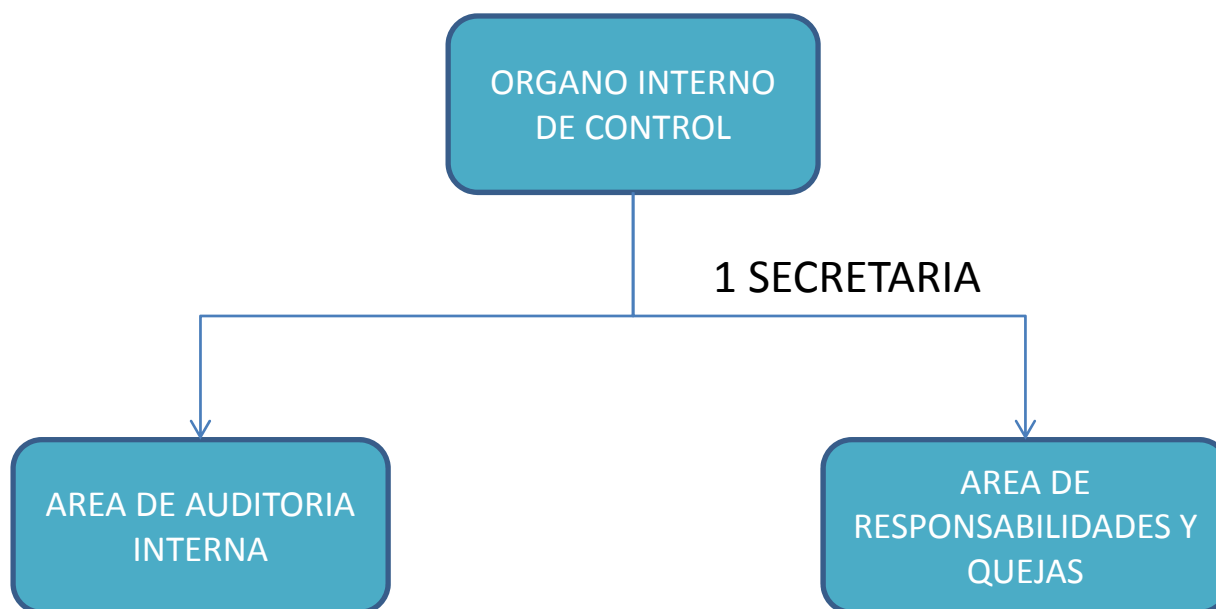 ORGANO INTERNO
DE CONTROL
1 SECRETARIA
AREA DE AUDITORIA
INTERNA
AREA DE
RESPONSABILIDADES Y
QUEJAS